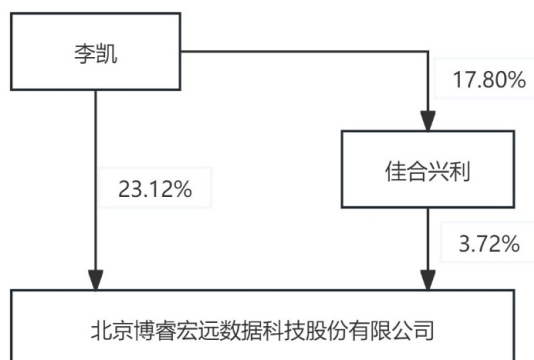 李凯
17.80%
佳合兴利
23.12%
3.72%
北京博睿宏远数据科技股份有限公司